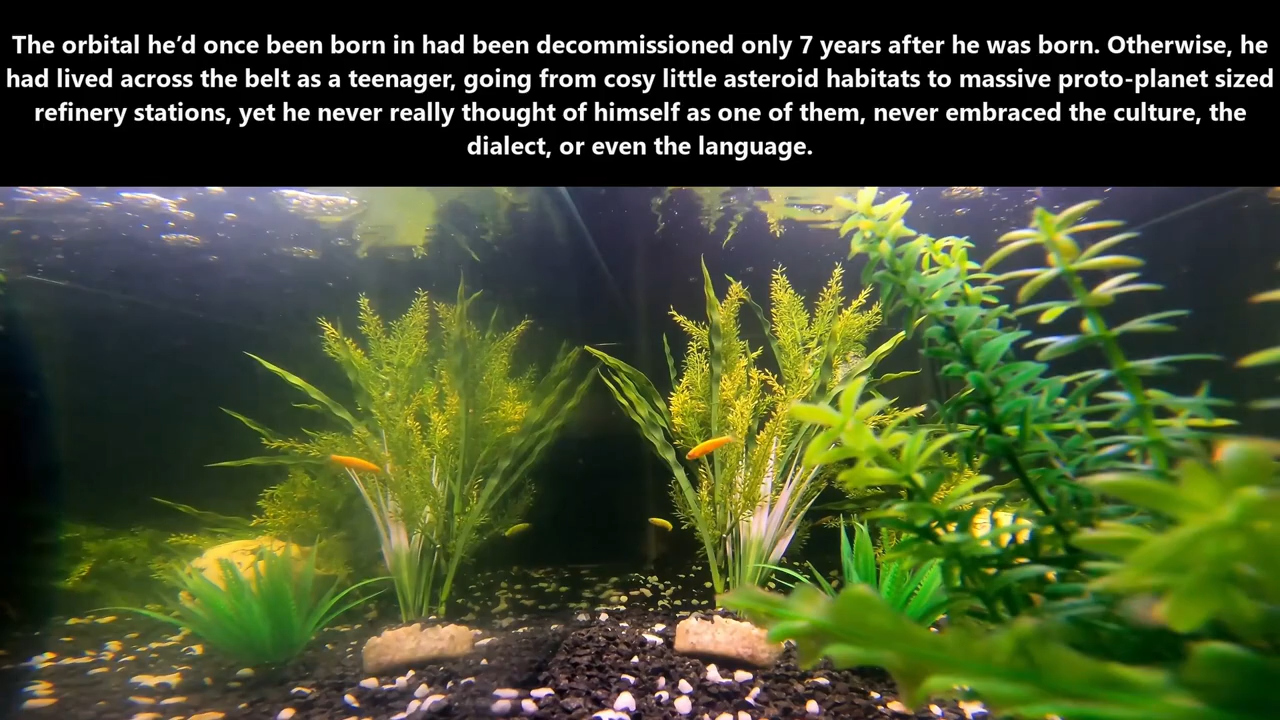 The orbital he’d once been born in had been decommissioned only 7 years after he was born. Otherwise, he
had lived across the belt as a teenager, going from cosy little asteroid habitats to massive proto-planet sized
refinery stations, yet he never really thought of himself as one of them, never embraced the culture, the
dialect, or even the language.